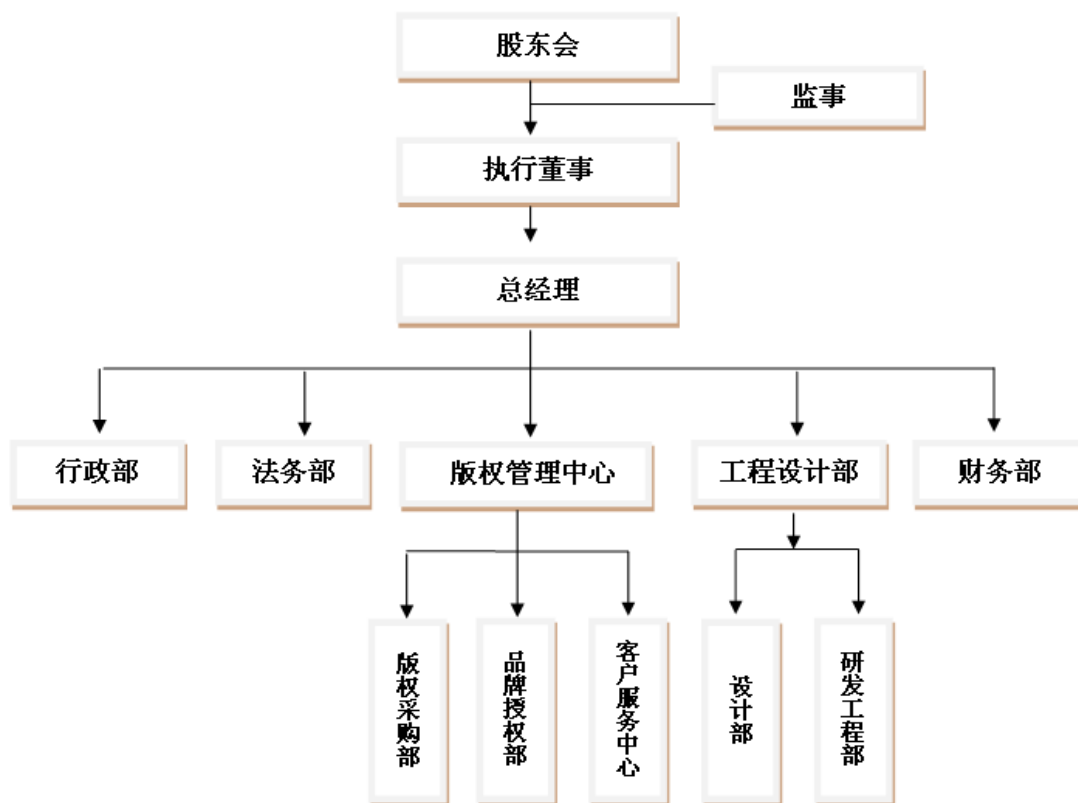 股东会
监事
执行董事
总经理
行政部
法务部
版权管理中心
工程设计部
财务部
版权采购部
品牌授权部
客户服务中心
设计部
研发工程部